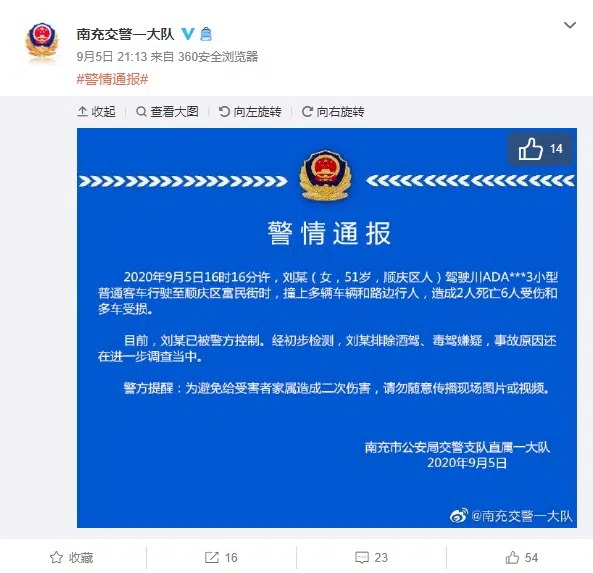 南充交警一大队
9月5日 21:13 来自 360安全浏览器
#警情通报#
收起 查看大图 向左旋转 向右旋转
14
警情通报
2020年9月5日16时16分许，刘某（女，51岁，顺庆区人）驾驶川ADA***3小型
普通客车行驶至顺庆区富民街时，撞上多辆车辆和路边行人，造成2人死亡6人受伤和
多车受损。
目前，刘某已被警方控制。经初步检测，刘某排除酒驾、毒驾嫌疑，事故原因还
在进一步调查当中。
警方提醒：为避免给受害者家属造成二次伤害，请勿随意传播现场图片或视频。
南充市公安局交警支队直属一大队
2020年9月5日
@南充交警一大队
收藏 16 23 54